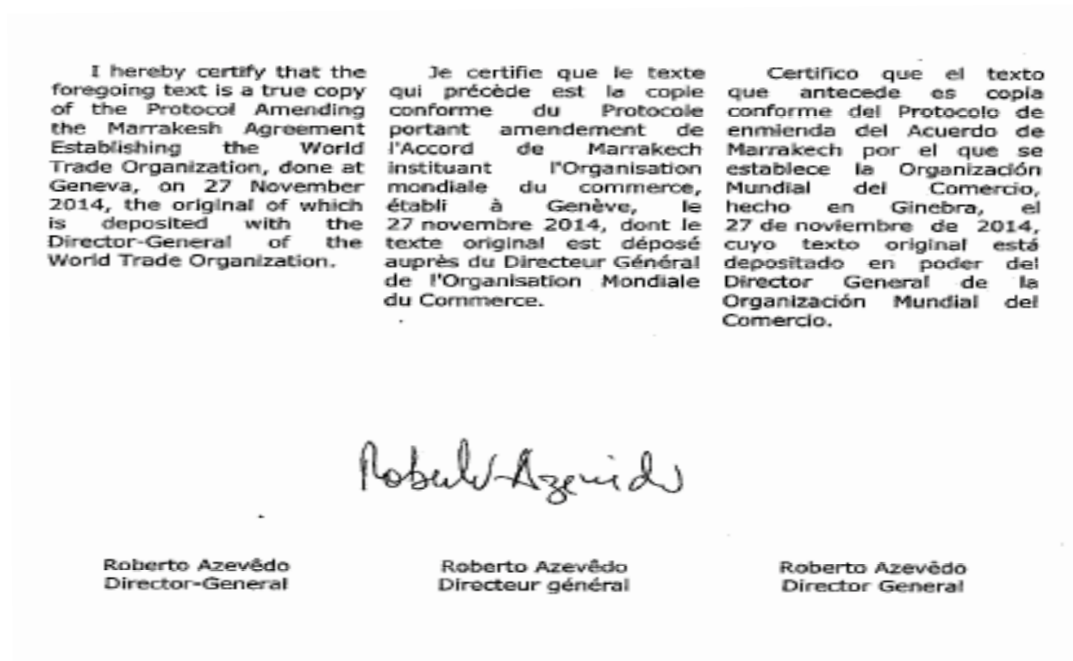 I hereby certify that the
foregoing text is a true copy
of the Protocol Amending
the Marrakesh Agreement
Establishing the World
Trade Organization, done at
Geneva, on 27 November
2014, the original of which
is deposited with the
Director-General of the
World Trade Organization.
Je certifie que le texte
qui précède est la copie
conforme du Protocole
portant amendement de
l'Accord de Marrakech
instituant l'Organisation
mondiale du commerce,
établi à Genève, le
27 novembre 2014, dont le
texte original est déposé
auprès du Directeur Général
de l'Organisation Mondiale
du Commerce.
Certifico que el texto
que antecede es copia
conforme del Protocolo de
enmienda del Acuerdo de
Marrakech por el que se
establece la Organización
Mundial del Comercio,
hecho en Ginebra, el
27 de noviembre de 2014,
cuyo texto original está
depositado en poder del
Director General de la
Organización Mundial del
Comercio.
Roberto Azevêdo
Roberto Azevêdo
Director-General
Roberto Azevêdo
Directeur général
Roberto Azevêdo
Director General